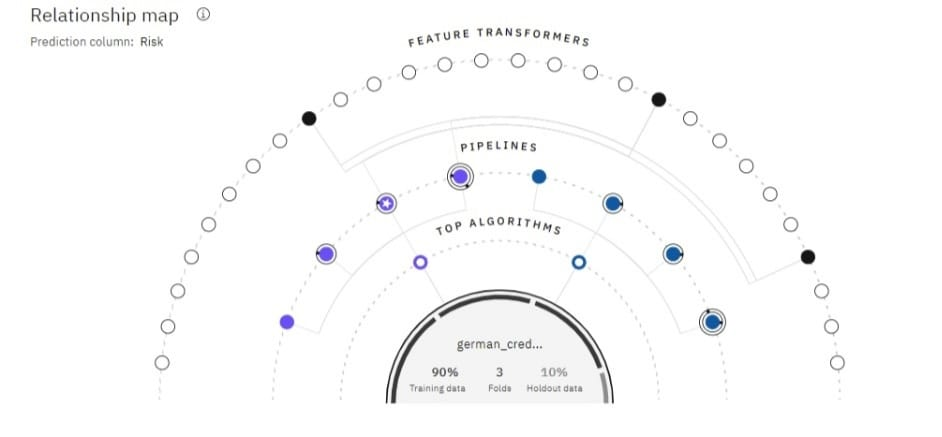 Relationship map
Prediction column: Risk
FEATURE TRANSFORMERS
PIPELINES
TOP ALGORITHMS
german_cred...
90% 3 10%
Training data Folds Holdout data